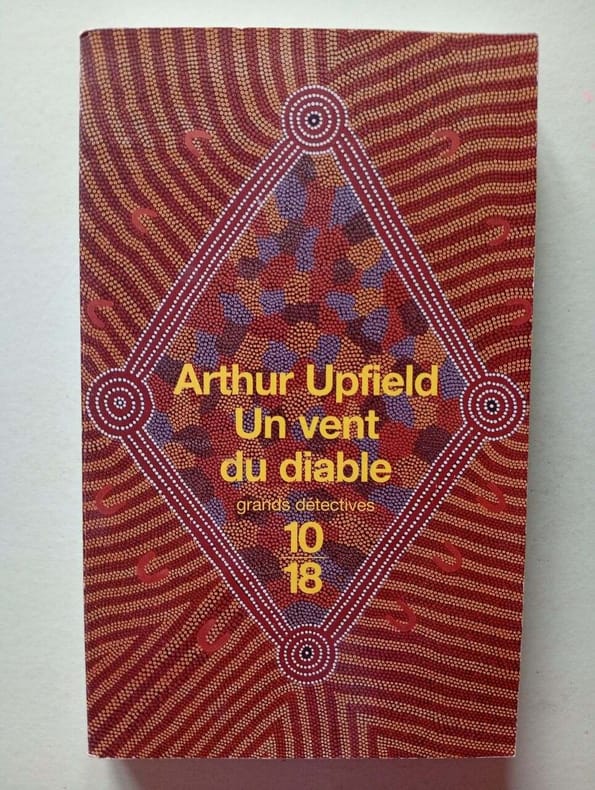 Arthur Upfield
Un vent
du diable
grands détectives
10
18